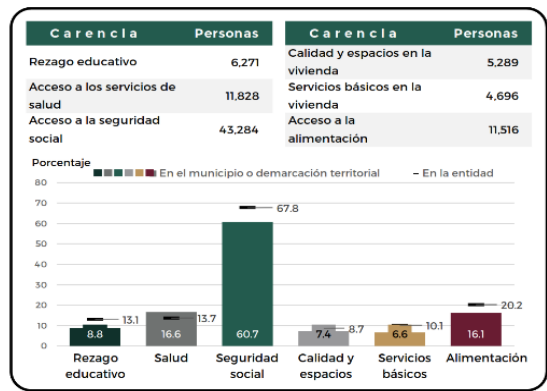 Carencia Personas
Rezago educativo 6,271
Acceso a los servicios de salud 11,828
Acceso a la seguridad social 43,284
Carencia Personas
Calidad y espacios en la vivienda 5,289
Servicios básicos en la vivienda 4,696
Acceso a la alimentación 11,516
Porcentaje
En el municipio o demarcación territorial – En la entidad
80
70
60
50
40
30
20
10
0
13.1
13.7
67.8
8.7
10.1
20.2
8.8
16.6
60.7
7.4
6.6
16.1
Rezago educativo
Salud
Seguridad social
Calidad y espacios
Servicios básicos
Alimentación